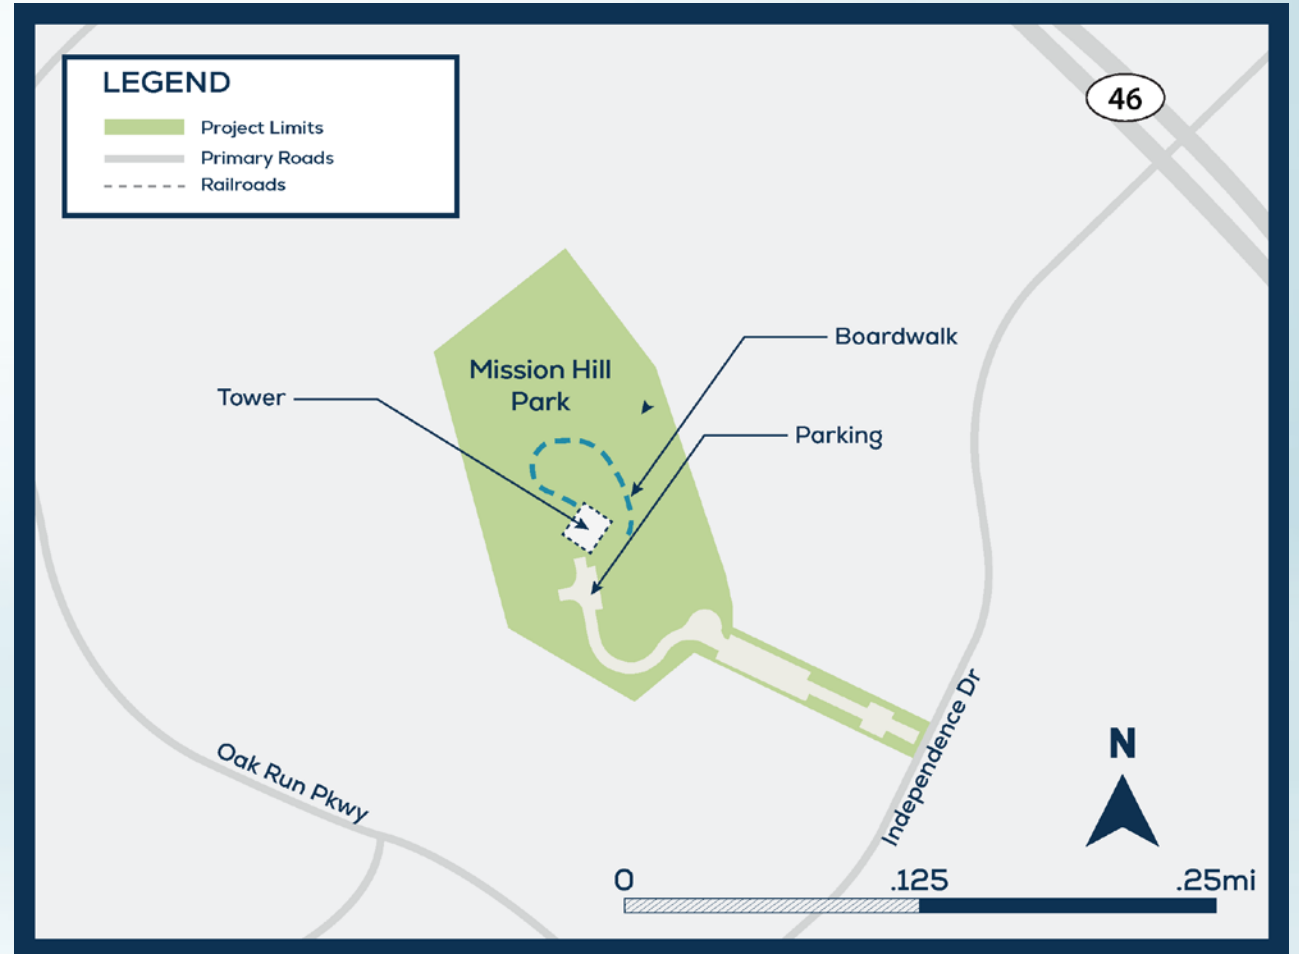 LEGEND
Project Limits
Primary Roads
Railroads
46
Boardwalk
Mission Hill
Park
Tower
Parking
Independence Dr
Oak Run Pkwy
N
0 .125 .25mi